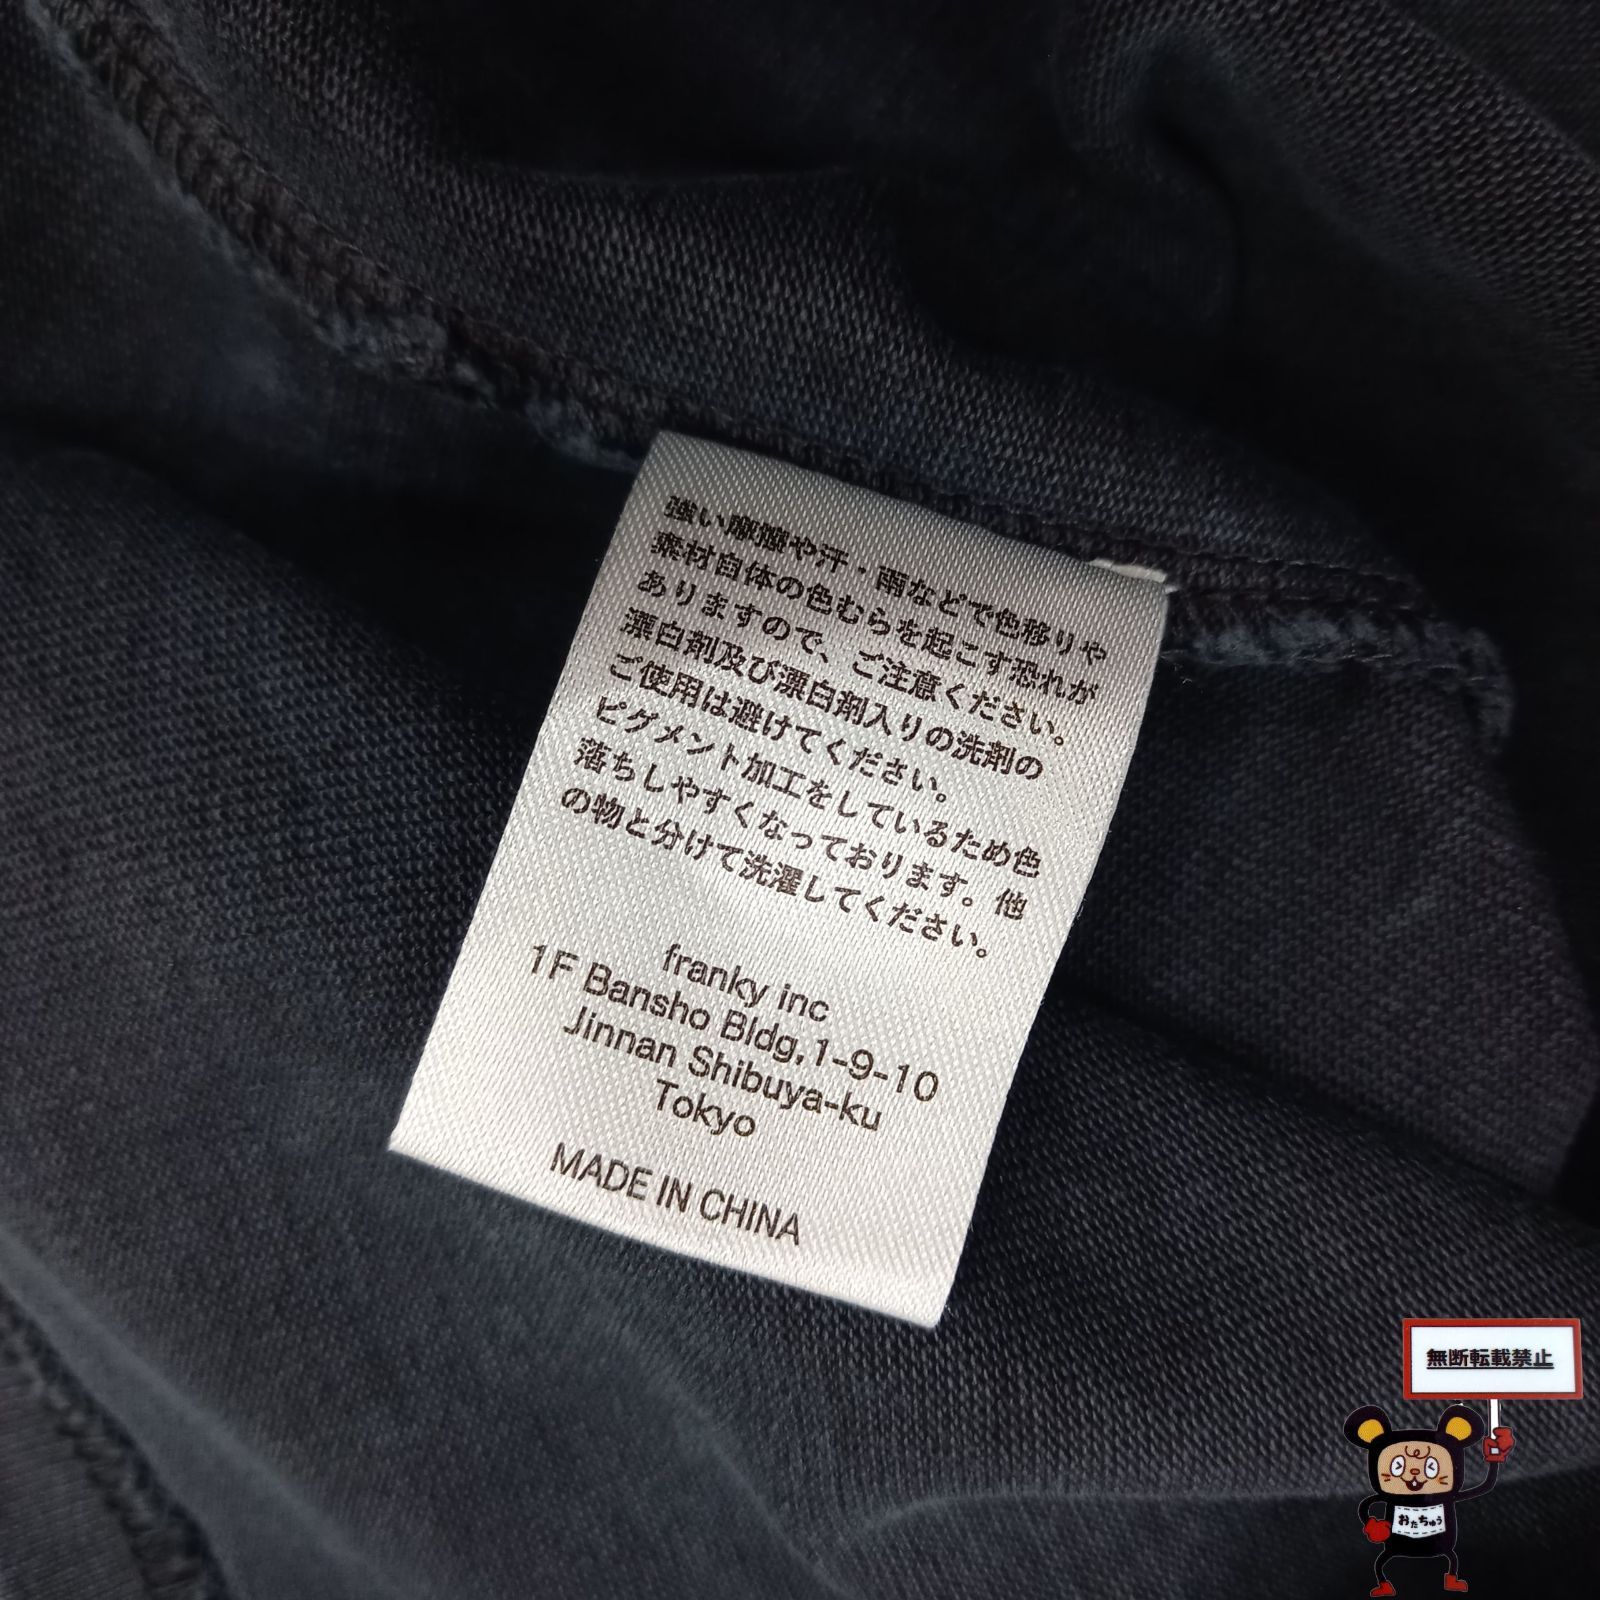 強い摩擦や汗・雨などで色移りや
素材自体の色むらを起こす恐れが
ありますので、ご注意ください。
漂白剤及び漂白剤入りの洗剤の
ご使用は避けてください。
ピグメント加工をしているため色
落ちしやすくなっております。他
の物と分けて洗濯してください。
franky inc
1F Bansho Bldg,1-9-10
Jinnan Shibuya-ku
Tokyo
MADE IN CHINA
無断転載禁止
おたちゅう